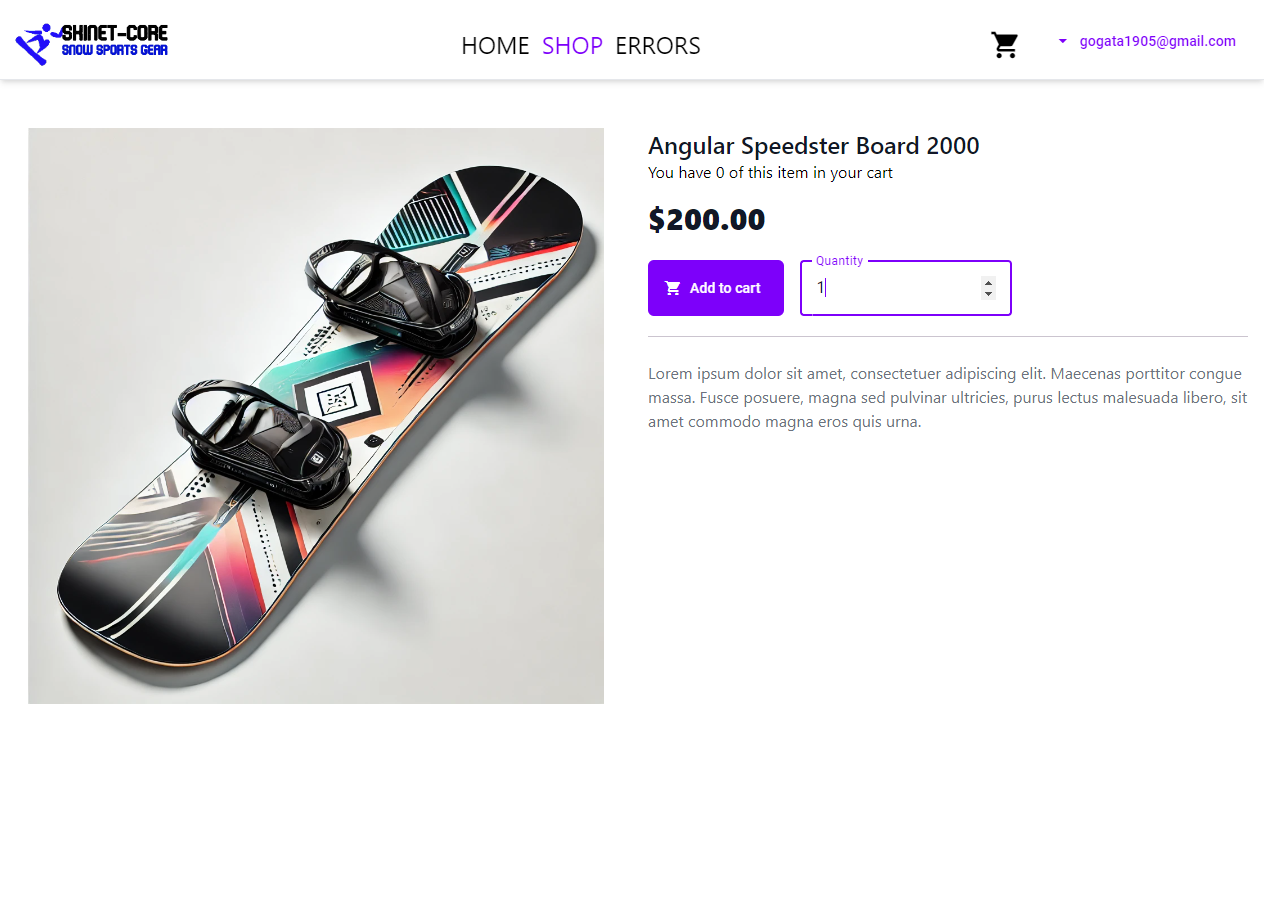 SKINET-CORE
SNOW SPORTS GEAR
HOME SHOP ERRORS
gogata1905@gmail.com
Angular Speedster Board 2000
You have 0 of this item in your cart
$200.00
Quantity
Add to cart
1
Lorem ipsum dolor sit amet, consectetuer adipiscing elit. Maecenas porttitor congue
massa. Fusce posuere, magna sed pulvinar ultricies, purus lectus malesuada libero, sit
amet commodo magna eros quis urna.